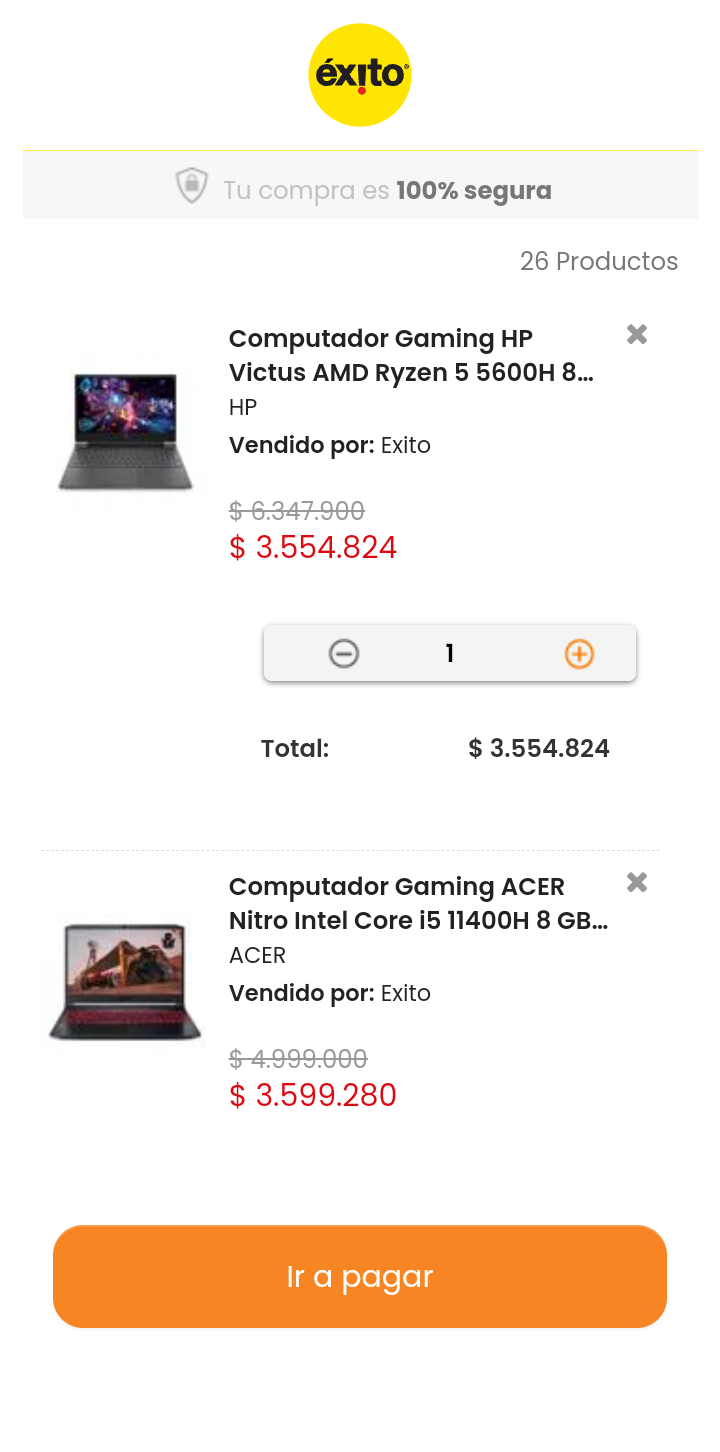 éxito
Tu compra es 100% segura
26 Productos
Computador Gaming HP
Victus AMD Ryzen 5 5600H 8...
HP
Vendido por: Exito
$ 6.347.900
$ 3.554.824
1
Total: $ 3.554.824
Computador Gaming ACER
Nitro Intel Core i5 11400H 8 GB...
ACER
Vendido por: Exito
$ 4.999.000
$ 3.599.280
Ir a pagar